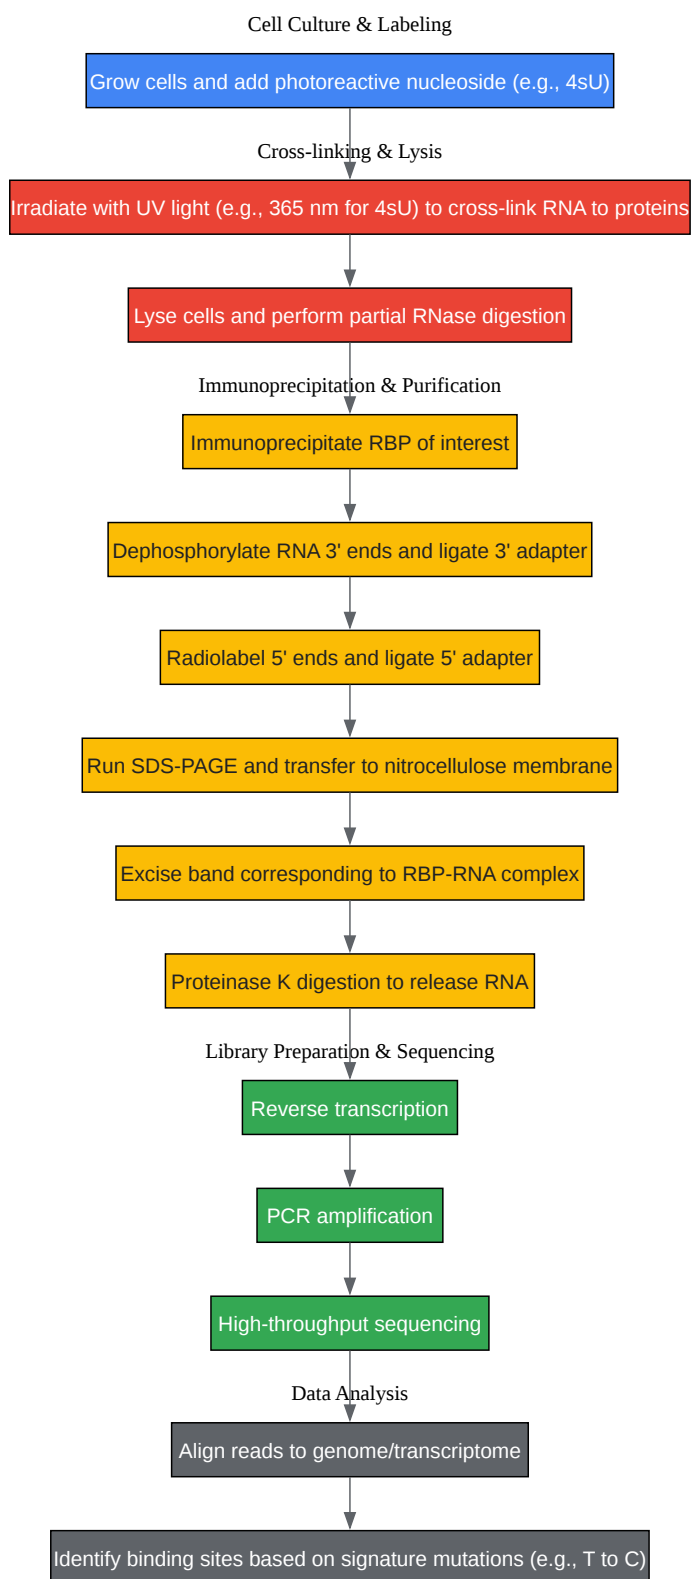 Cell Culture & Labeling
Grow cells and add photoreactive nucleoside (e.g., 4sU)
Cross-linking & Lysis
Irradiate with UV light (e.g., 365 nm for 4sU) to cross-link RNA to proteins
Lyse cells and perform partial RNase digestion
Immunoprecipitation & Purification
Immunoprecipitate RBP of interest
Dephosphorylate RNA 3' ends and ligate 3' adapter
Radiolabel 5' ends and ligate 5' adapter
Run SDS-PAGE and transfer to nitrocellulose membrane
Excise band corresponding to RBP-RNA complex
Proteinase K digestion to release RNA
Library Preparation & Sequencing
Reverse transcription
PCR amplification
High-throughput sequencing
Data Analysis
Align reads to genome/transcriptome
Identify binding sites based on signature mutations (e.g., T to C)